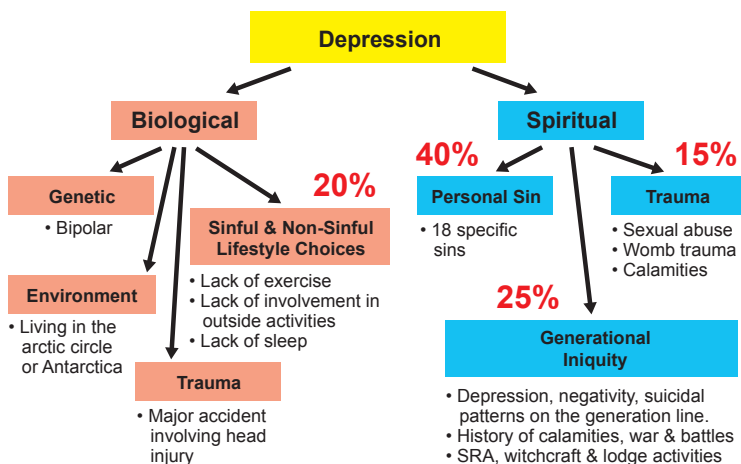 Depression
Biological
Spiritual
20%
40%
15%
Genetic
• Bipolar
Sinful & Non-Sinful
Lifestyle Choices
• Lack of exercise
• Lack of involvement in
outside activities
• Lack of sleep
Environment
• Living in the
arctic circle
or Antarctica
Trauma
• Major accident
involving head
injury
Personal Sin
• 18 specific
sins
Trauma
• Sexual abuse
• Womb trauma
• Calamities
25%
Generational
Iniquity
• Depression, negativity, suicidal
patterns on the generation line.
• History of calamities, war & battles
• SRA, witchcraft & lodge activities